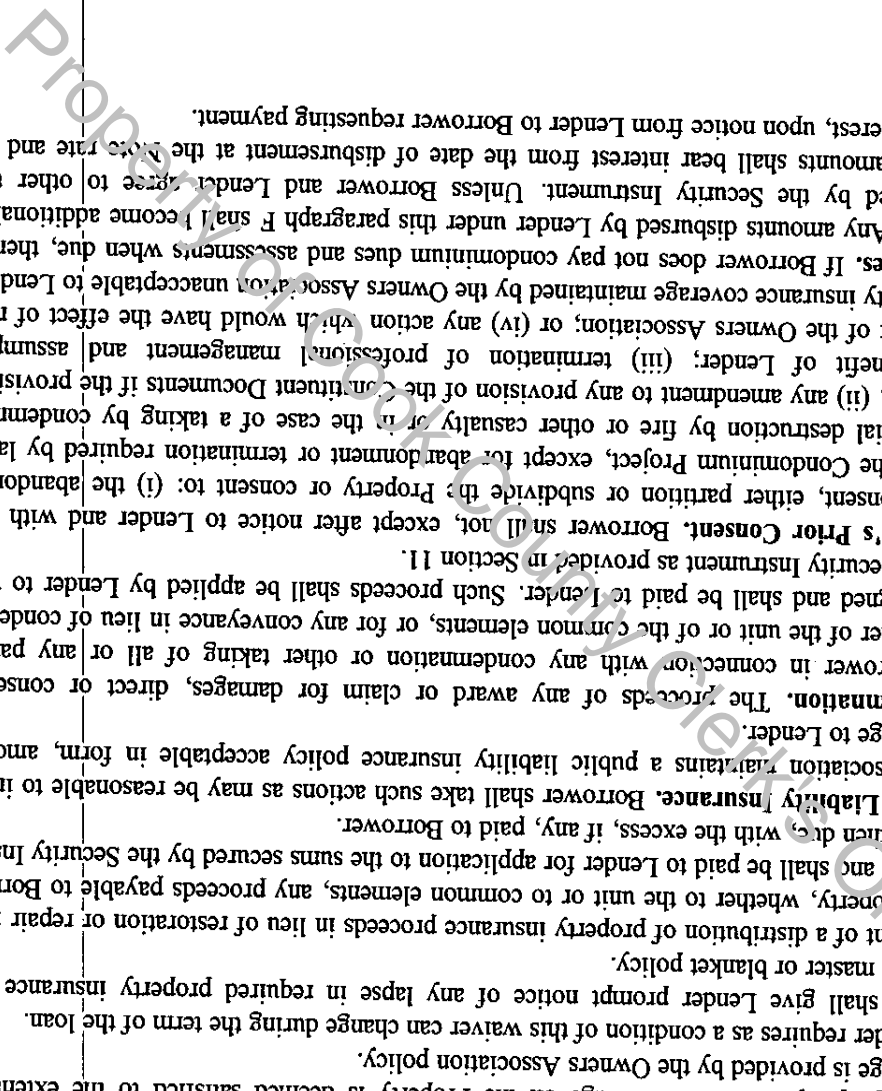 ge on the Property is deemed satisfied to the exten
ge is provided by the Owners Association policy.
der requires as a condition of this waiver can change during the term of the loan.
shall give Lender prompt notice of any lapse in required property insurance
master or blanket policy.
nt of a distribution of property insurance proceeds in lieu of restoration or repair
operty, whether to the unit or to common elements, any proceeds payable to Bor
and shall be paid to Lender for application to the sums secured by the Security In
hen due, with the excess, if any, paid to Borrower.
Liability Insurance. Borrower shall take such actions as may be reasonable to in
sociation maintains a public liability insurance policy acceptable in form, amo
ge to Lender.
mnation. The proceeds of any award or claim for damages, direct or conse
rower in connection with any condemnation or other taking of all or any pa
er of the unit or of the common elements, or for any conveyance in lieu of conde
gned and shall be paid to Lender. Such proceeds shall be applied by Lender to
ecurity Instrument as provided in Section 11.
's Prior Consent. Borrower shall not, except after notice to Lender and with
onsent, either partition or subdivide the Property or consent to: (i) the abandon
he Condominium Project, except for abandonment or termination required by la
ial destruction by fire or other casualty or in the case of a taking by condemn
(ii) any amendment to any provision of the Constituent Documents if the provisi
nefit of Lender; (iii) termination of professional management and assump
of the Owners Association; or (iv) any action which would have the effect of r
ty insurance coverage maintained by the Owners Association unacceptable to Lend
es. If Borrower does not pay condominium dues and assessments when due, ther
Any amounts disbursed by Lender under this paragraph F shall become additional
ed by the Security Instrument. Unless Borrower and Lender agree to other
amounts shall bear interest from the date of disbursement at the Note rate and
erest, upon notice from Lender to Borrower requesting payment.
Property of Cook County Clerk's Of